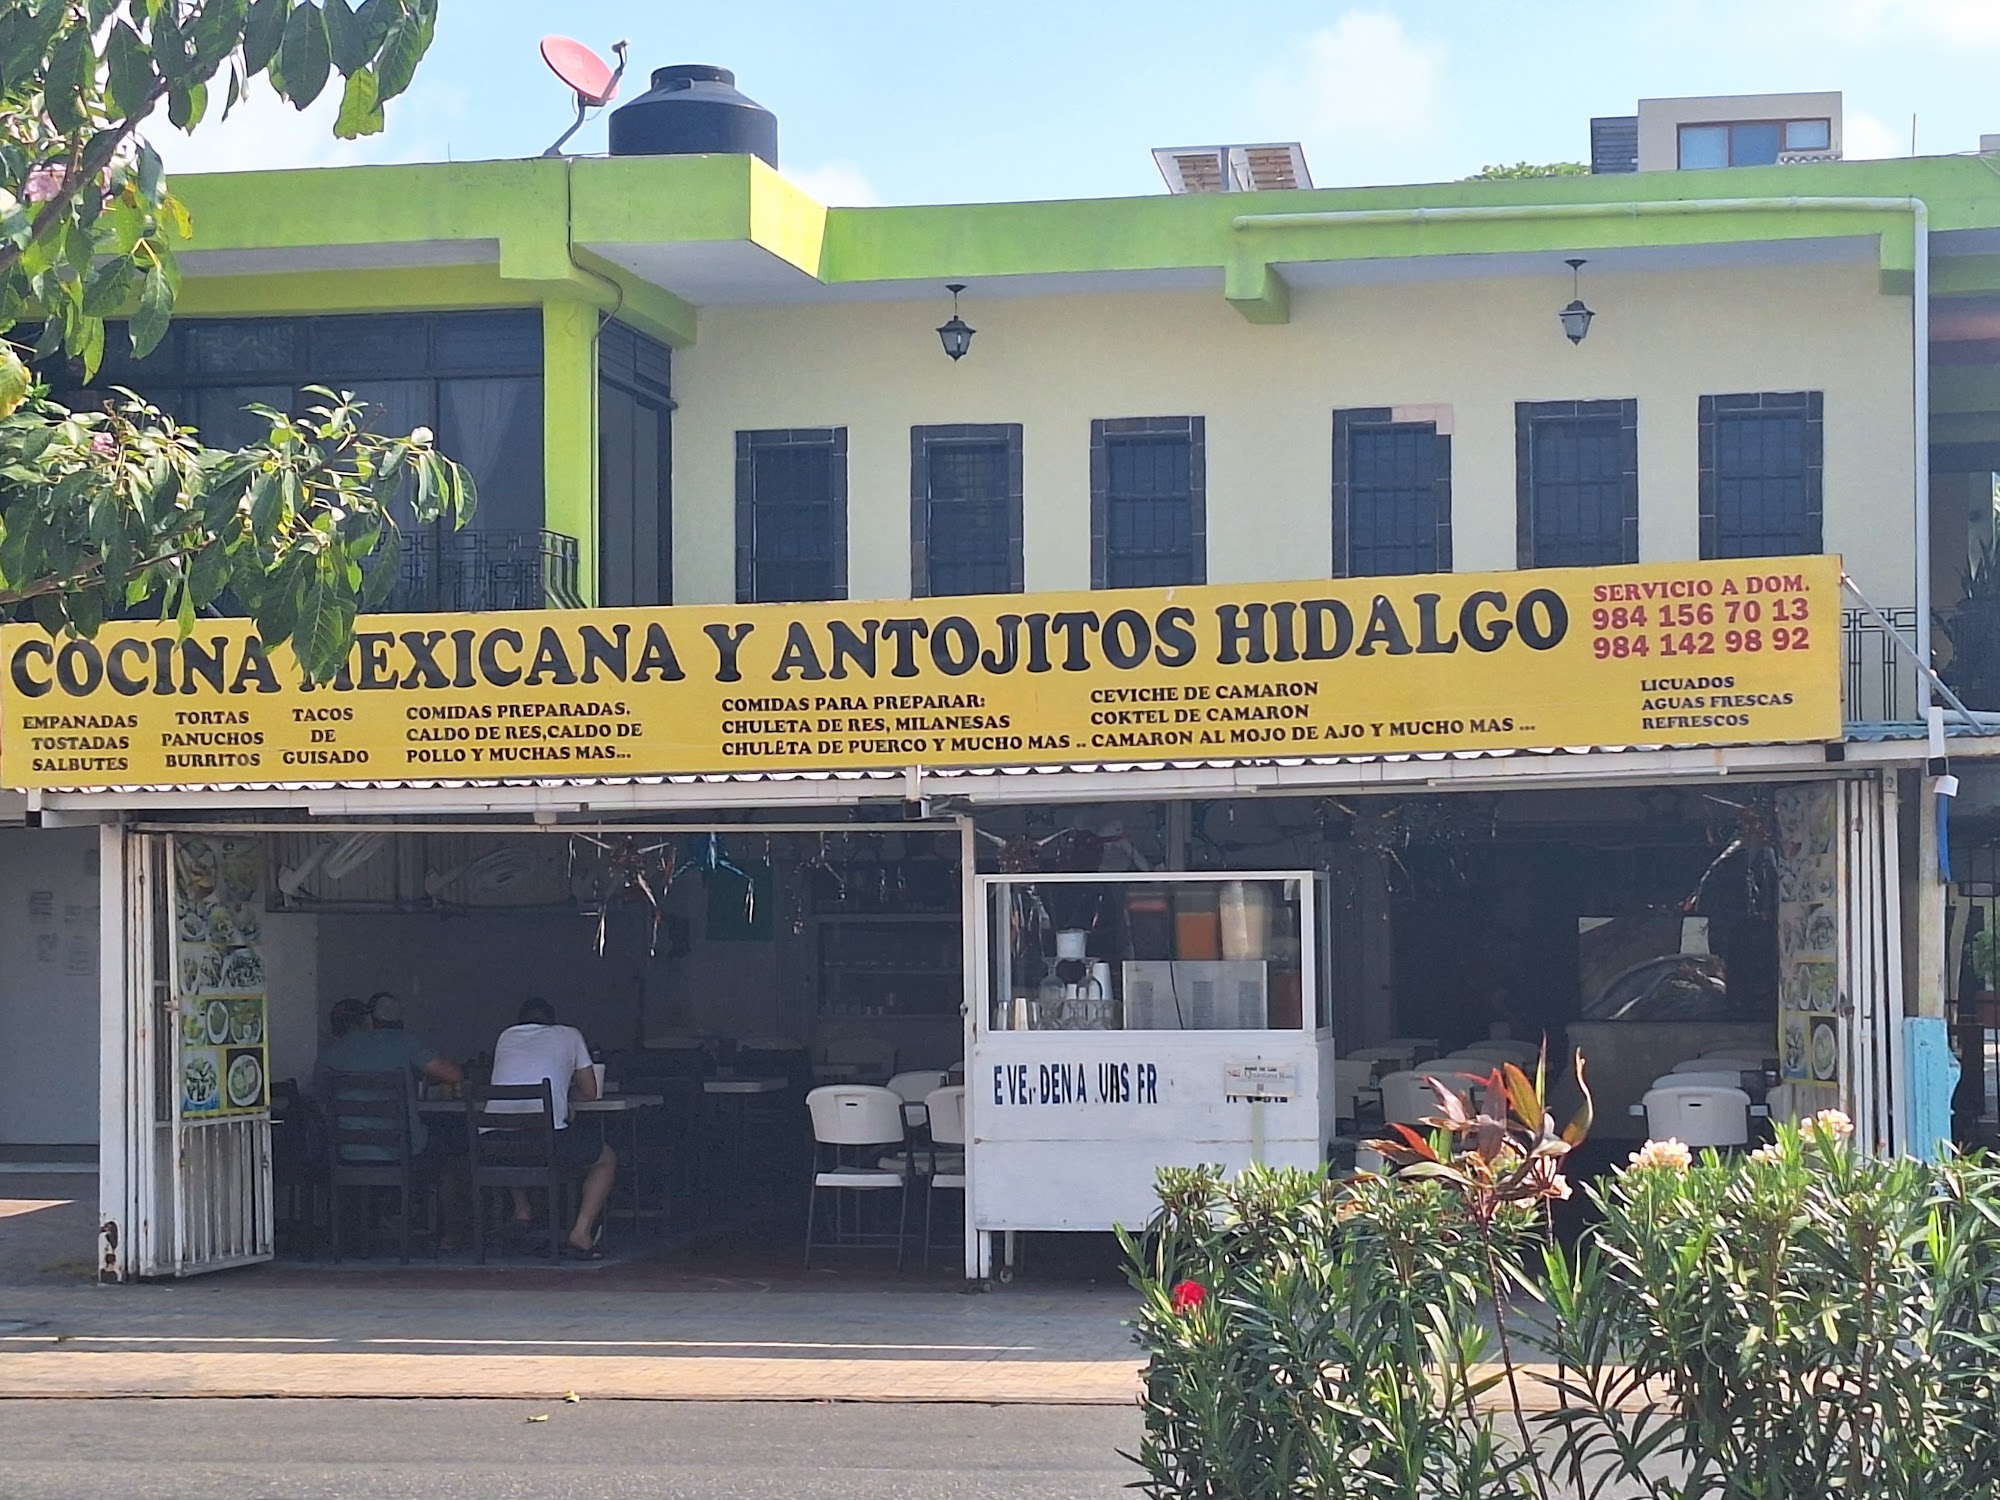 COCINA MEXICANA Y ANTOJITOS HIDALGO
SERVICIO A DOM.
984 156 70 13
984 142 98 92
EMPANADAS
TOSTADAS
SALBUTES
TORTAS
PANUCHOS
BURRITOS
TACOS
DE
GUISADO
COMIDAS PREPARADAS.
CALDO DE RES,CALDO DE
POLLO Y MUCHAS MAS...
COMIDAS PARA PREPARAR:
CHULETA DE RES, MILANESAS
CHULETA DE PUERCO Y MUCHO MAS ..
CEVICHE DE CAMARON
COKTEL DE CAMARON
CAMARON AL MOJO DE AJO Y MUCHO MAS ...
LICUADOS
AGUAS FRESCAS
REFRESCOS